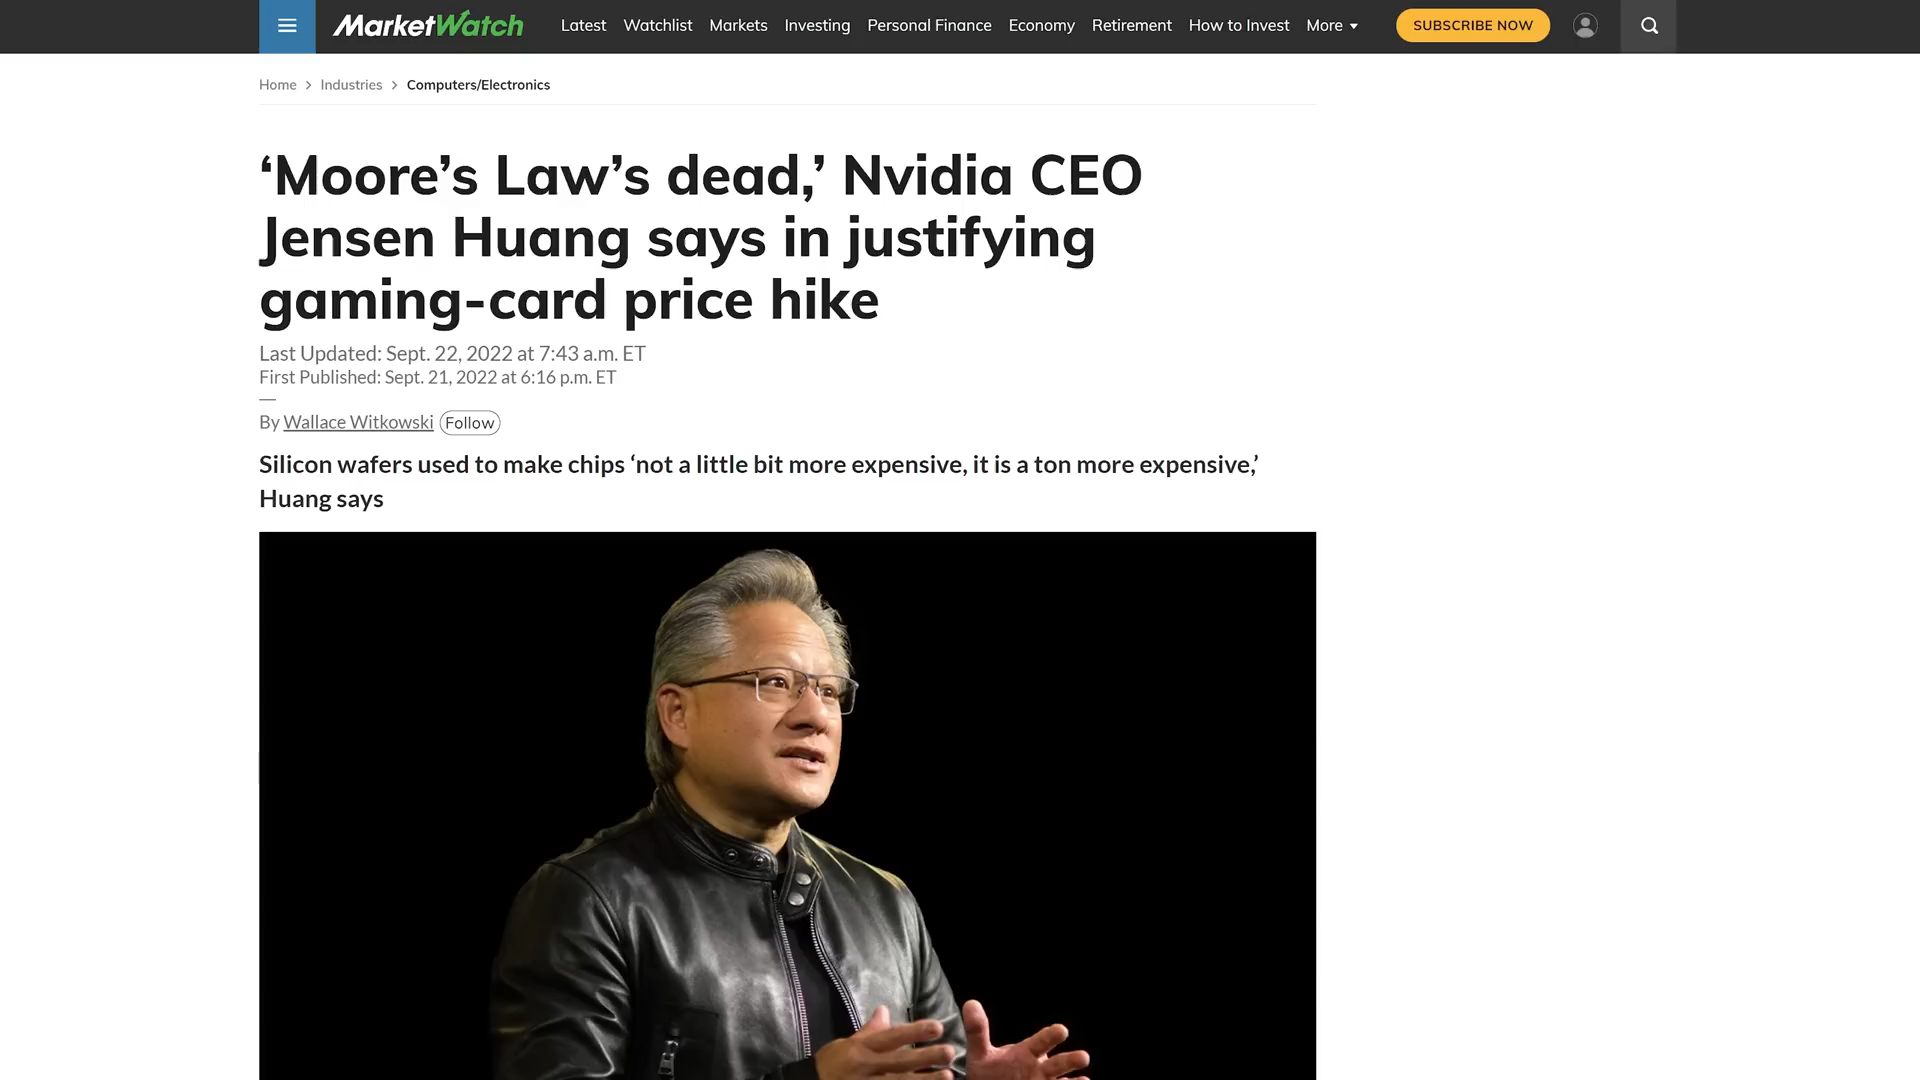 MarketWatch
Latest Watchlist Markets Investing Personal Finance Economy Retirement How to Invest More
SUBSCRIBE NOW
Home > Industries > Computers/Electronics
‘Moore’s Law’s dead,’ Nvidia CEO
Jensen Huang says in justifying
gaming-card price hike
Last Updated: Sept. 22, 2022 at 7:43 a.m. ET
First Published: Sept. 21, 2022 at 6:16 p.m. ET
—
By Wallace Witkowski Follow
Silicon wafers used to make chips ‘not a little bit more expensive, it is a ton more expensive,’
Huang says